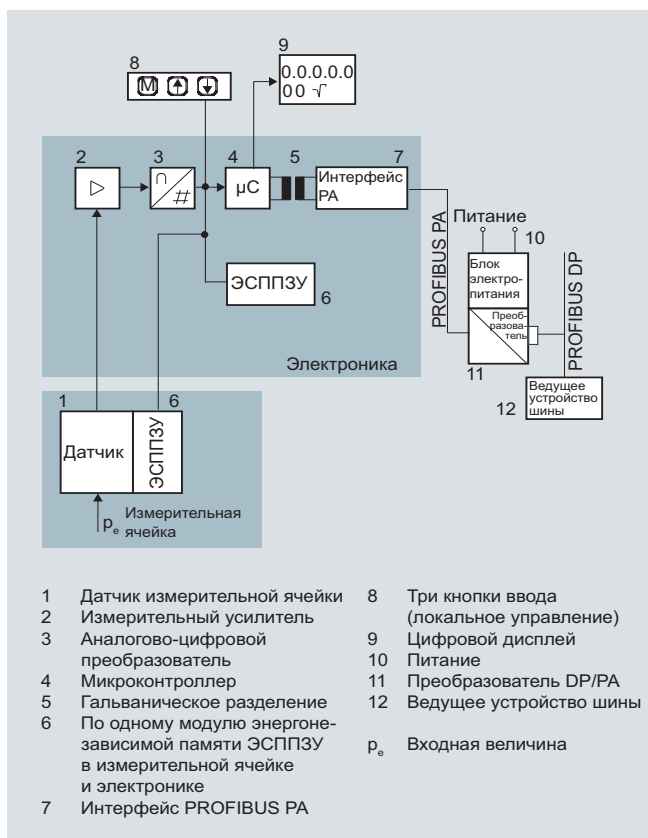 9
8
0.0.0.0.0
00 √
M
2
3
4
5
7
µC
Интерфейс
PA
Питание
10
PROFIBUS PA
Блок
электро-
питания
PROFIBUS DP
ЭСППЗУ
6
Преоб-
разова-
тель
Электроника
11
Ведущее
устройство
шины
12
1
6
Датчик
ЭСППЗУ
pe
Измерительная
ячейка
1 Датчик измерительной ячейки
2 Измерительный усилитель
3 Аналогово-цифровой
преобразователь
4 Микроконтроллер
5 Гальваническое разделение
6 По одному модулю энергоне-
зависимой памяти ЭСППЗУ
в измерительной ячейке
и электронике
7 Интерфейс PROFIBUS PA
8 Три кнопки ввода
(локальное управление)
9 Цифровой дисплей
10 Питание
11 Преобразователь DP/PA
12 Ведущее устройство шины
pe Входная величина